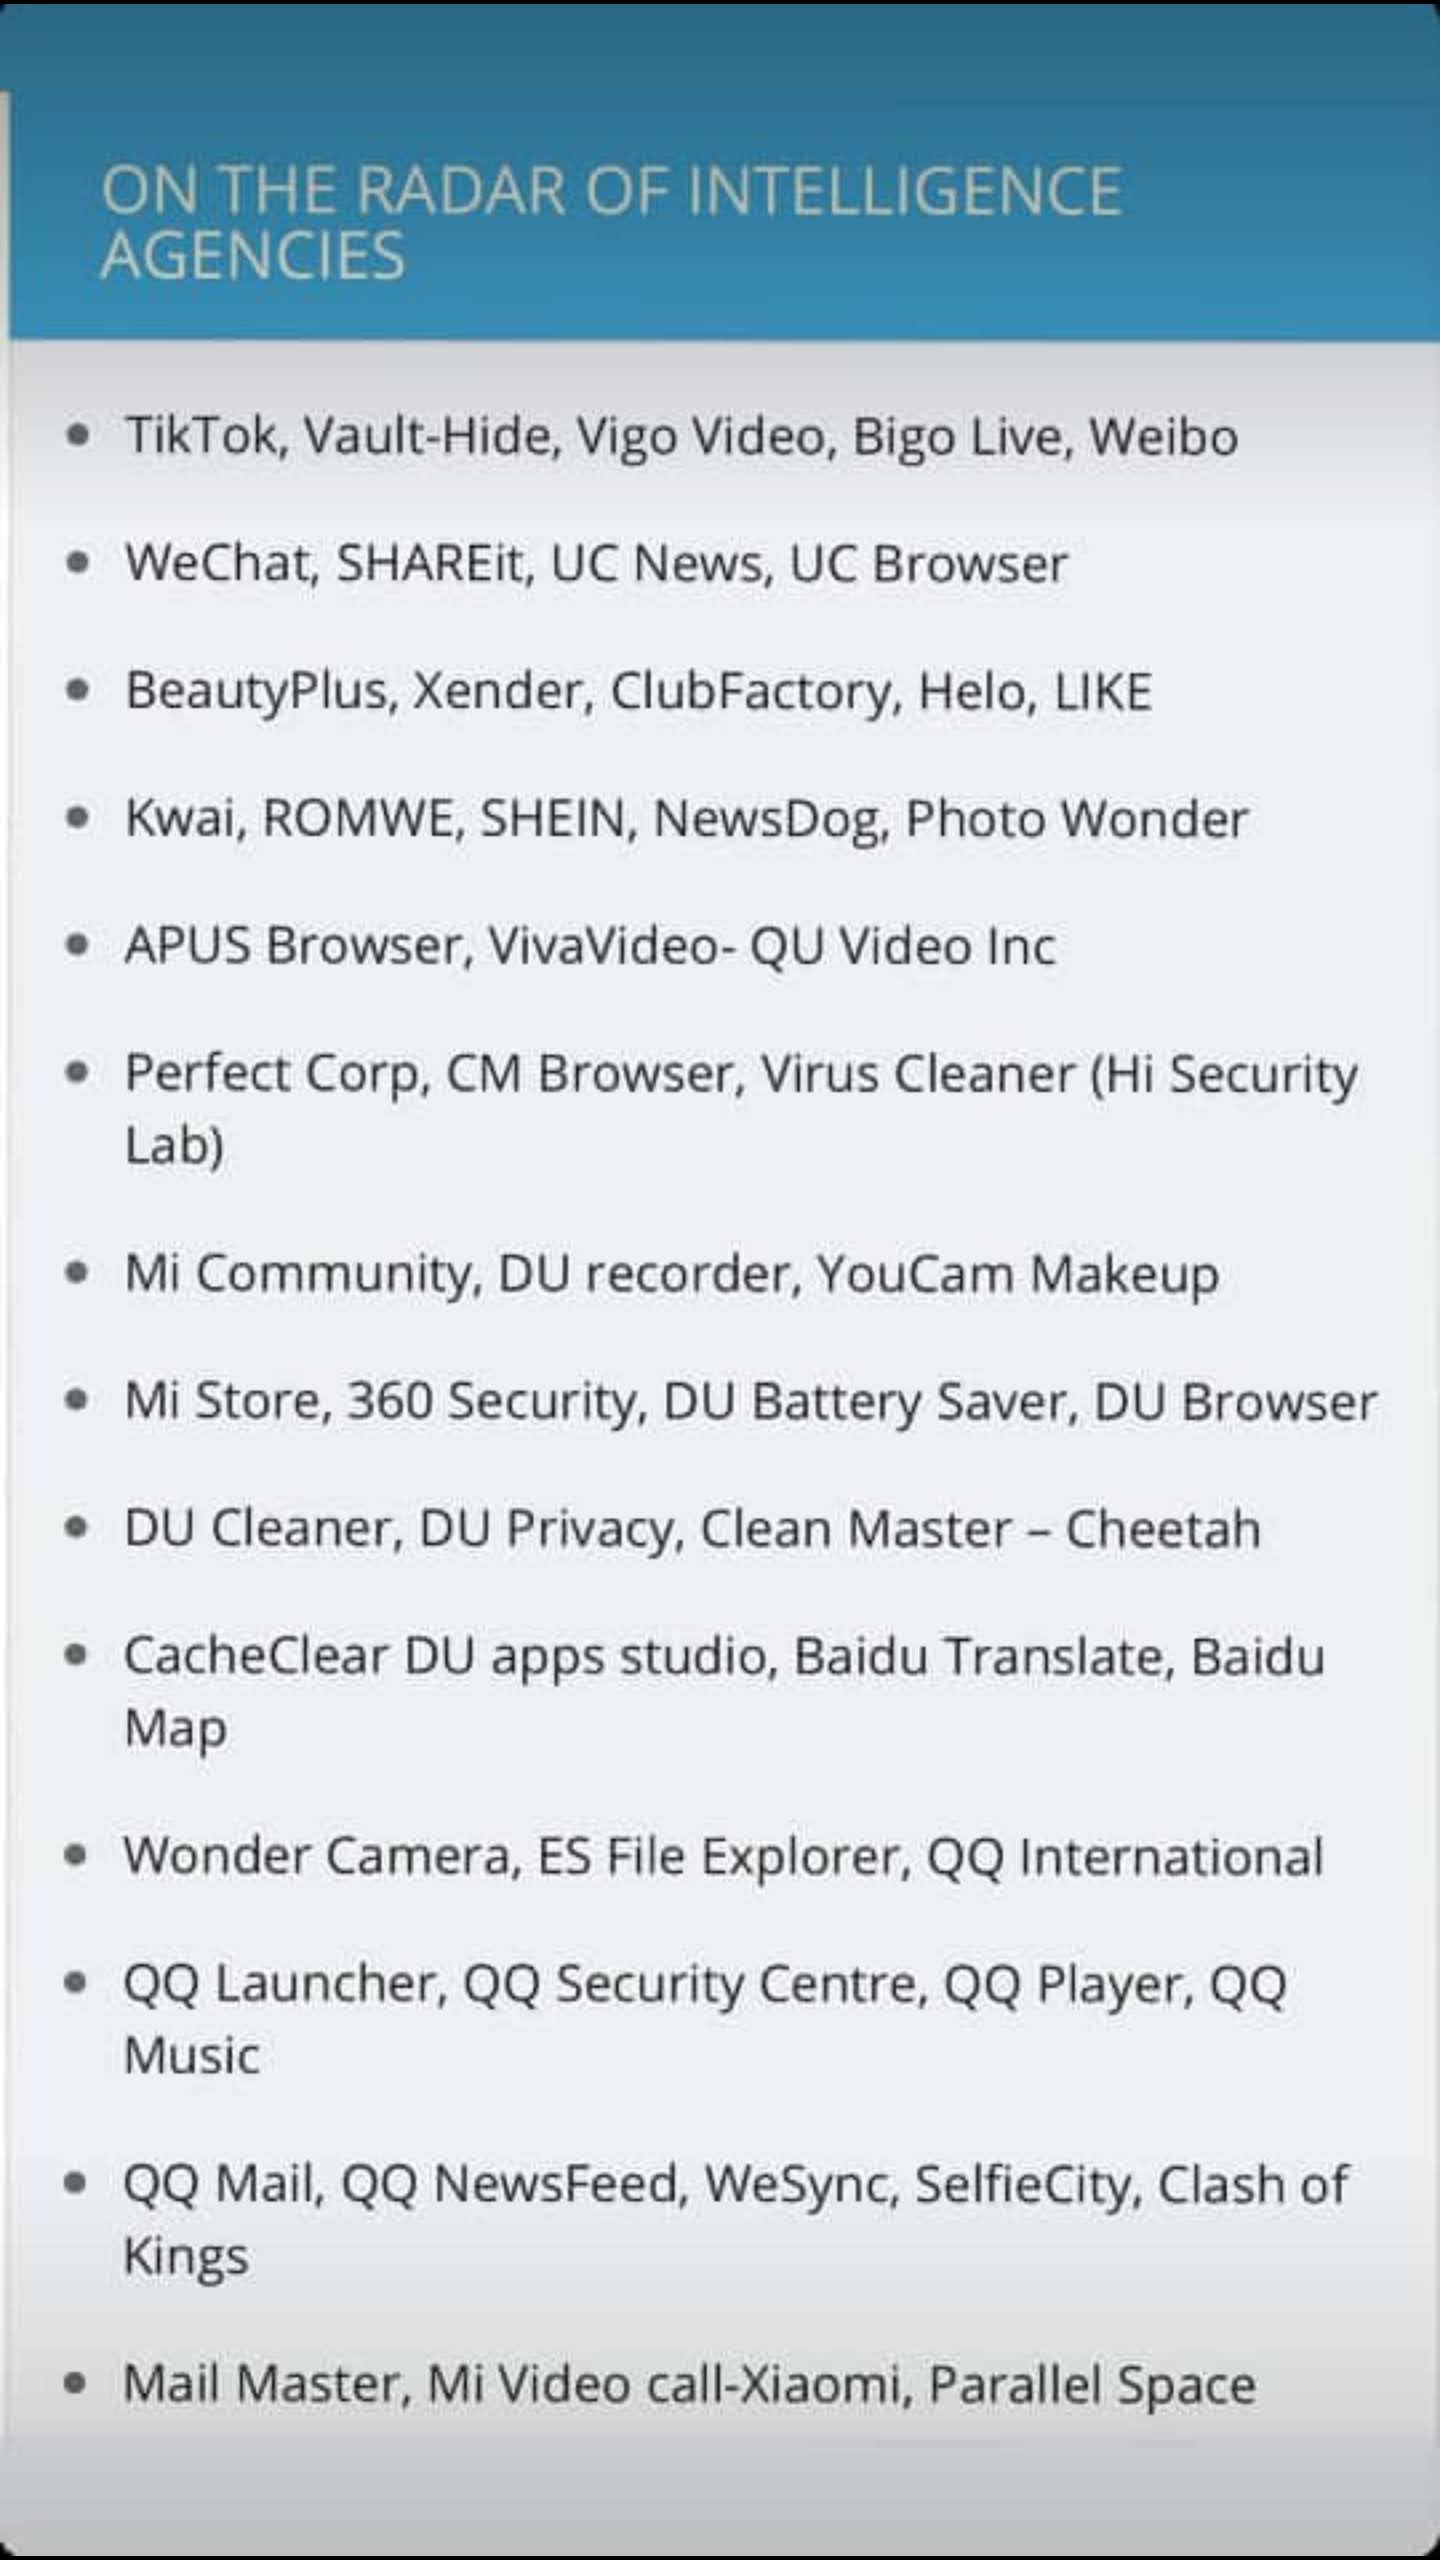 ON THE RADAR OF INTELLIGENCE
AGENCIES
• TikTok, Vault-Hide, Vigo Video, Bigo Live, Weibo
• WeChat, SHAREit, UC News, UC Browser
• BeautyPlus, Xender, ClubFactory, Helo, LIKE
• Kwai, ROMWE, SHEIN, NewsDog, Photo Wonder
• APUS Browser, VivaVideo- QU Video Inc
• Perfect Corp, CM Browser, Virus Cleaner (Hi Security
Lab)
• Mi Community, DU recorder, YouCam Makeup
• Mi Store, 360 Security, DU Battery Saver, DU Browser
• DU Cleaner, DU Privacy, Clean Master – Cheetah
• CacheClear DU apps studio, Baidu Translate, Baidu
Map
• Wonder Camera, ES File Explorer, QQ International
• QQ Launcher, QQ Security Centre, QQ Player, QQ
Music
• QQ Mail, QQ NewsFeed, WeSync, SelfieCity, Clash of
Kings
• Mail Master, Mi Video call-Xiaomi, Parallel Space